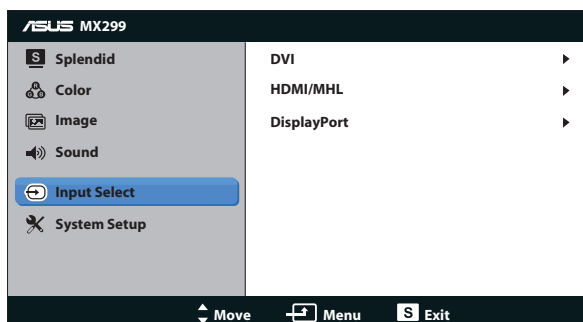 ASUS MX299
S Splendid
DVI
Color
HDMI/MHL
Image
DisplayPort
Sound
Input Select
System Setup
Move Menu S Exit